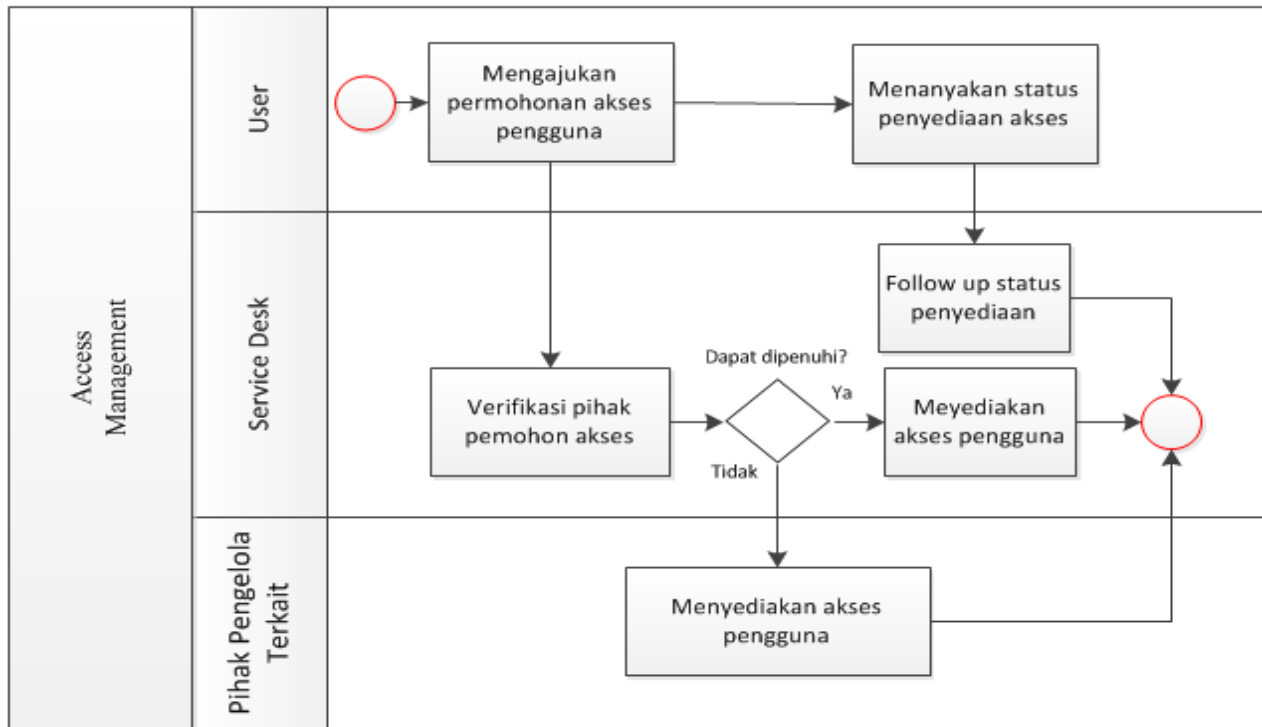 Access
Management
User
Mengajukan
permohonan akses
pengguna
Menanyakan status
penyediaan akses
Service Desk
Follow up status
penyediaan
Verifikasi pihak
pemohon akses
Dapat dipenuhi?
Ya
Tidak
Meyediakan
akses pengguna
Pihak Pengelola
Terkait
Menyediakan akses
pengguna